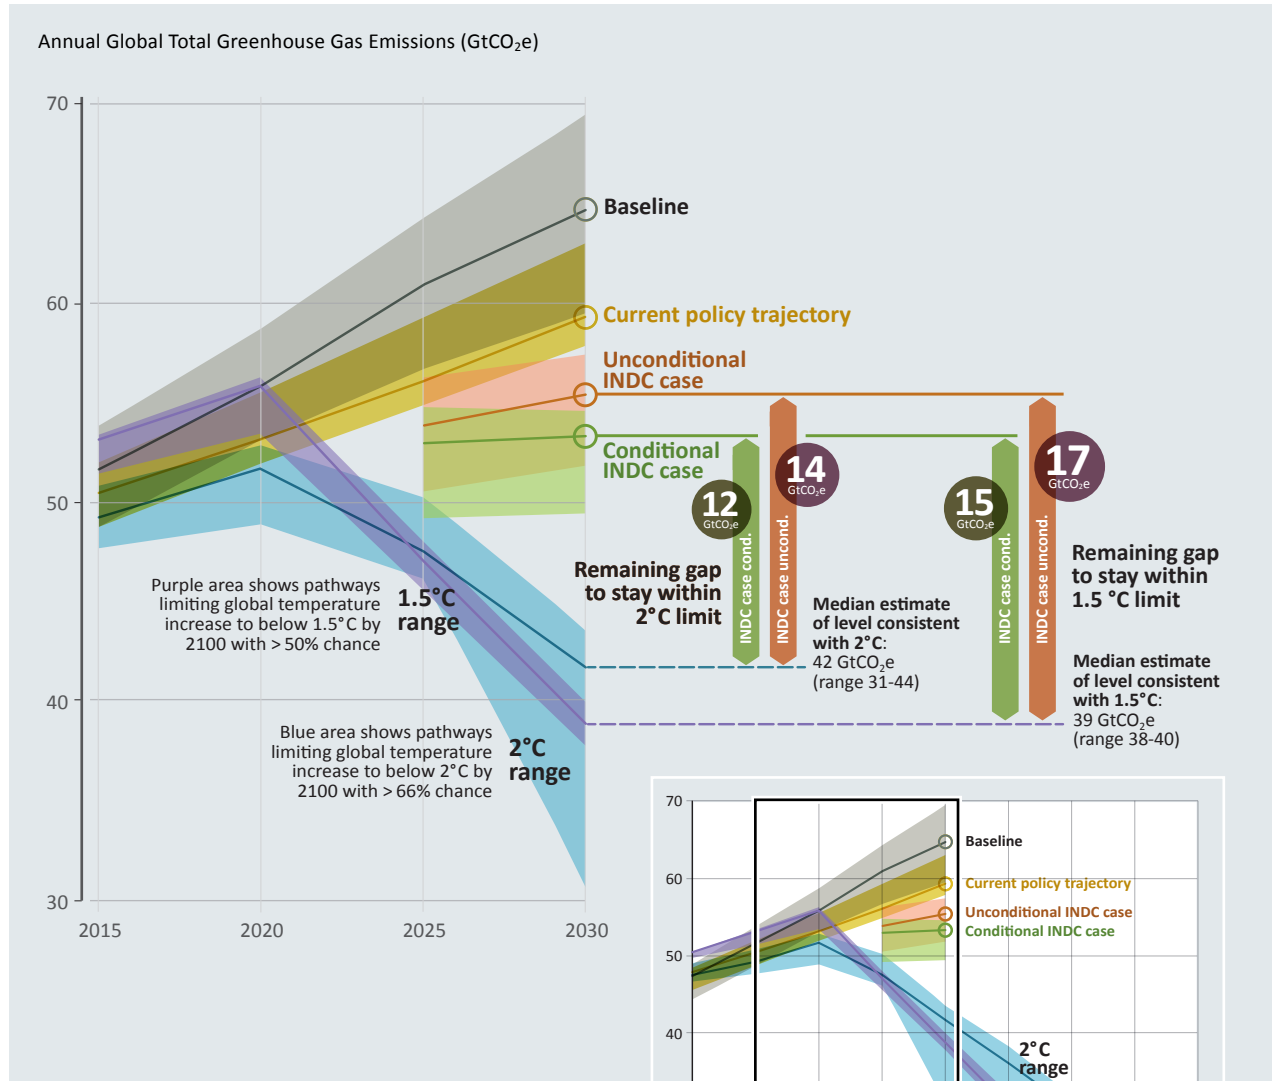 Annual Global Total Greenhouse Gas Emissions (GtCO₂e)
70
60
50
40
30
2015
2020
2025
2030
Baseline
Current policy trajectory
Unconditional
INDC case
Conditional
INDC case
12
GtCO₂e
14
GtCO₂e
15
GtCO₂e
17
GtCO₂e
INDC case cond.
INDC case uncond.
INDC case cond.
INDC case uncond.
Remaining gap
to stay within
2°C limit
Remaining gap
to stay within
1.5 °C limit
Purple area shows pathways
limiting global temperature
increase to below 1.5°C by
2100 with > 50% chance
1.5°C
range
Median estimate
of level consistent
with 2°C:
42 GtCO₂e
(range 31-44)
Median estimate
of level consistent
with 1.5°C:
39 GtCO₂e
(range 38-40)
Blue area shows pathways
limiting global temperature
increase to below 2°C by
2100 with > 66% chance
2°C
range
70
60
50
40
Baseline
Current policy trajectory
Unconditional INDC case
Conditional INDC case
2°C
range